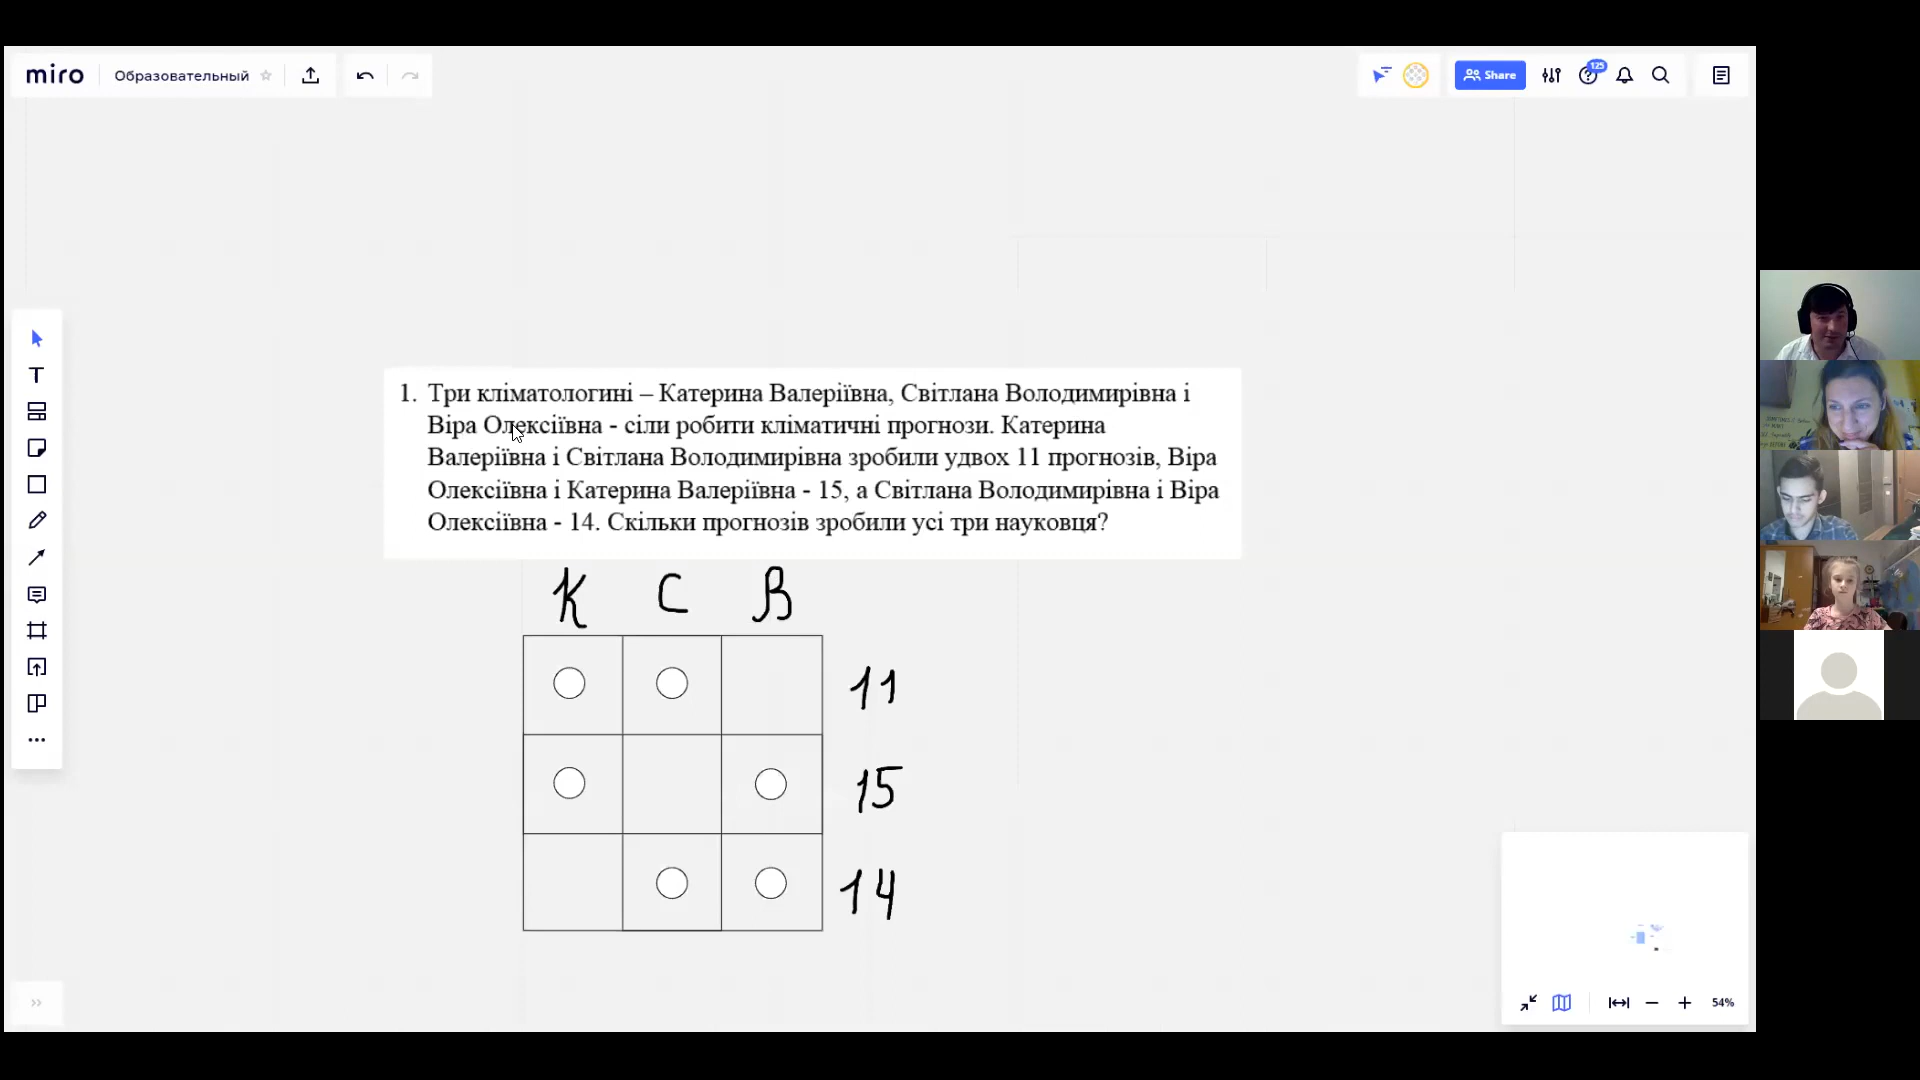 miro
Образовательный
Share
125
1. Три кліматологині – Катерина Валеріївна, Світлана Володимирівна і
Віра Олексіївна - сіли робити кліматичні прогнози. Катерина
Валеріївна і Світлана Володимирівна зробили удвох 11 прогнозів, Віра
Олексіївна і Катерина Валеріївна - 15, а Світлана Володимирівна і Віра
Олексіївна - 14. Скільки прогнозів зробили усі три науковця?
К С В
11
15
14
54%